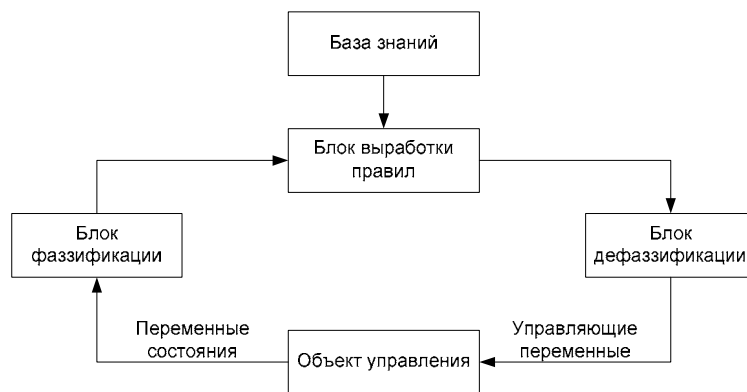 База знаний
Блок выработки
правил
Блок
фаззификации
Блок
дефаззификации
Переменные
состояния
Управляющие
переменные
Объект управления